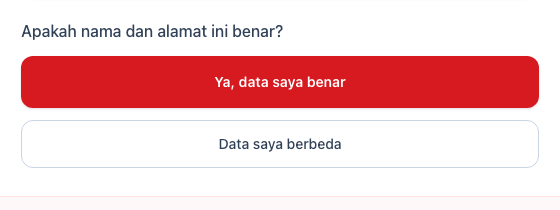 Apakah nama dan alamat ini benar?
Ya, data saya benar
Data saya berbeda